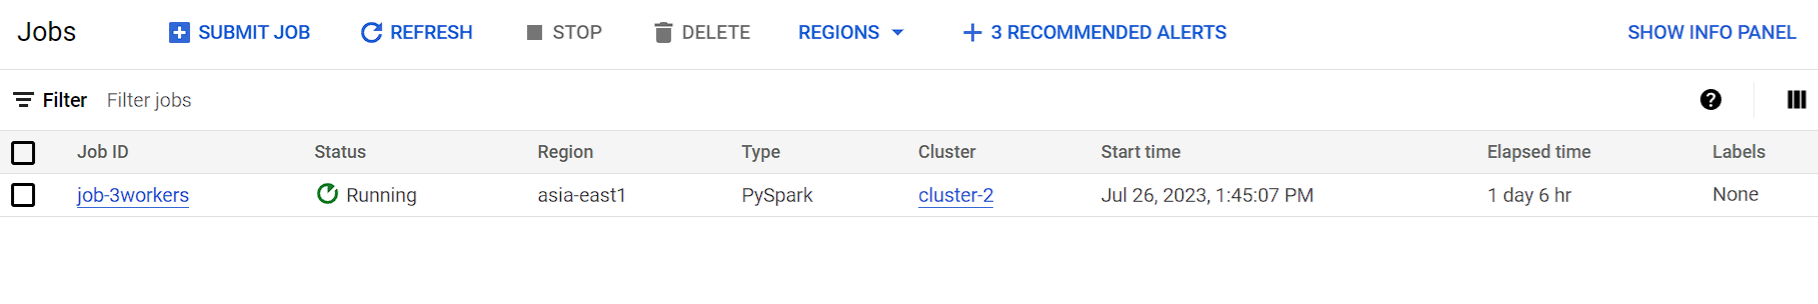 Jobs SUBMIT JOB REFRESH STOP DELETE REGIONS 3 RECOMMENDED ALERTS SHOW INFO PANEL
Filter Filter jobs ?
Job ID Status Region Type Cluster Start time Elapsed time Labels
job-3workers Running asia-east1 PySpark cluster-2 Jul 26, 2023, 1:45:07 PM 1 day 6 hr None